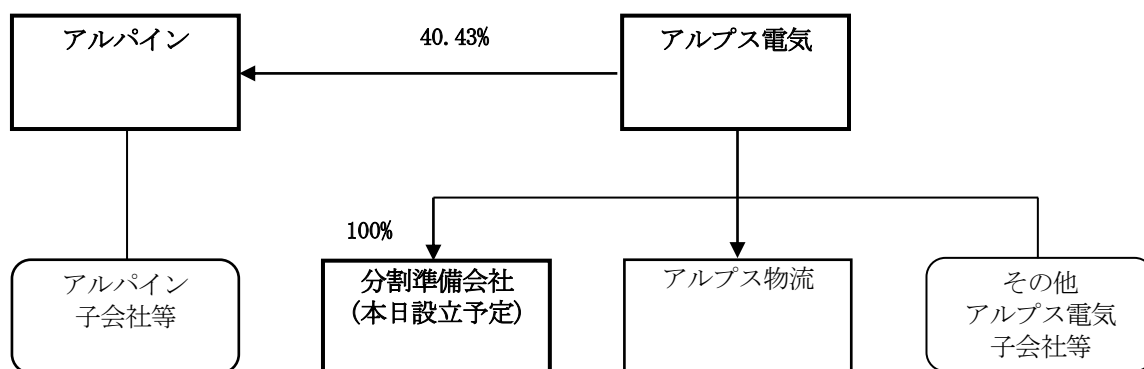 アルパイン
40.43%
アルプス電気
100%
アルパイン
子会社等
分割準備会社
(本日設立予定)
アルプス物流
その他
アルプス電気
子会社等